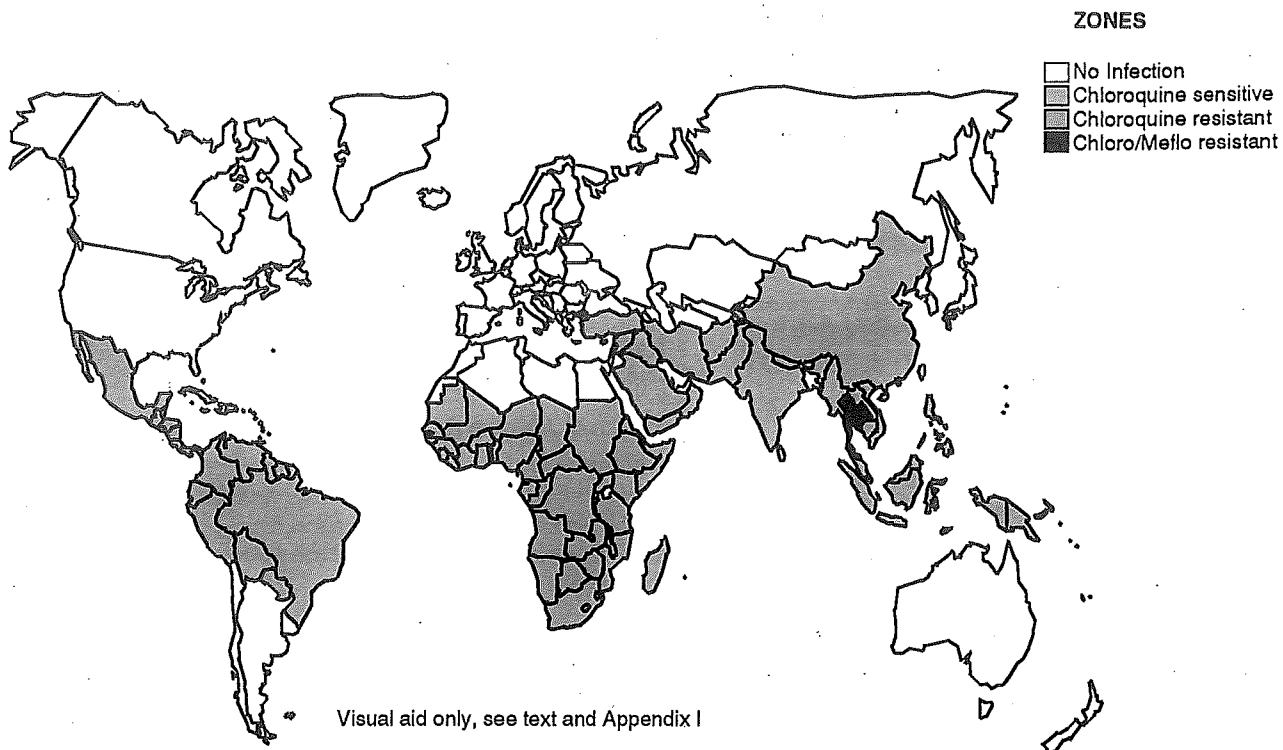 ZONES
No Infection
Chloroquine sensitive
Chloroquine resistant
Chloro/Meflo resistant
Visual aid only, see text and Appendix I